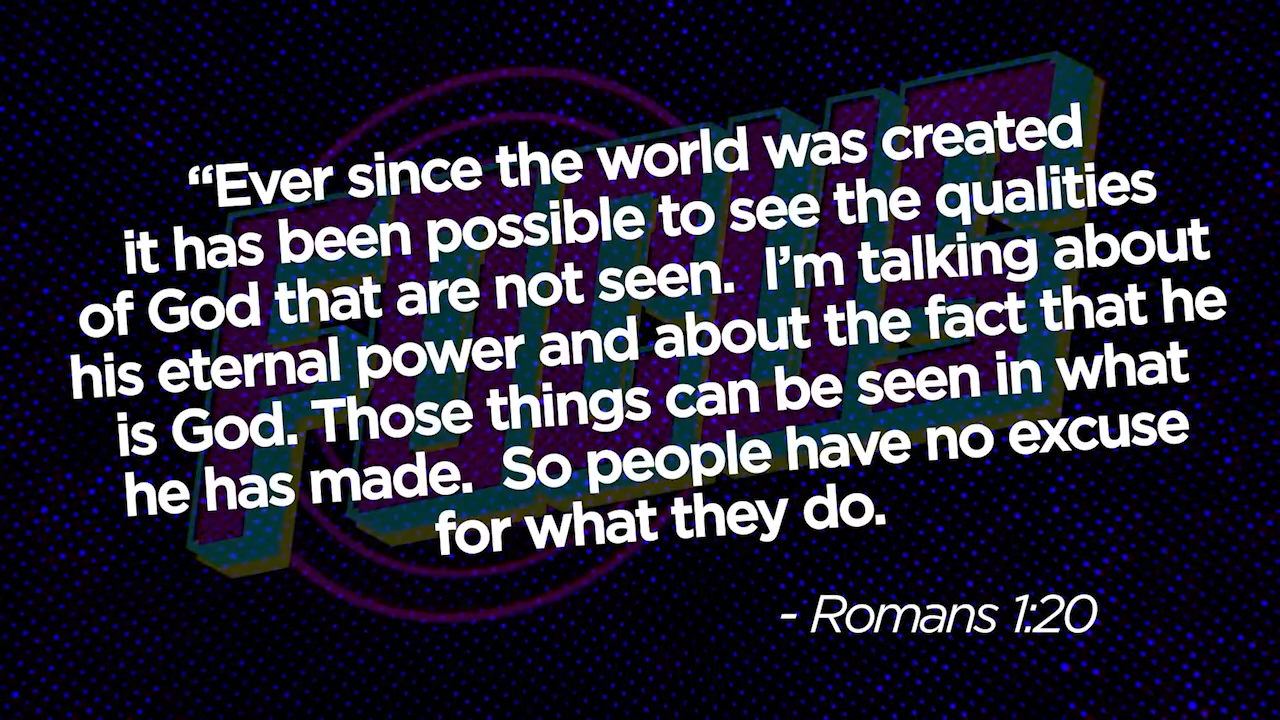 “Ever since the world was created
it has been possible to see the qualities
of God that are not seen.  I’m talking about
his eternal power and about the fact that he
is God. Those things can be seen in what
he has made.  So people have no excuse
for what they do.
- Romans 1:20